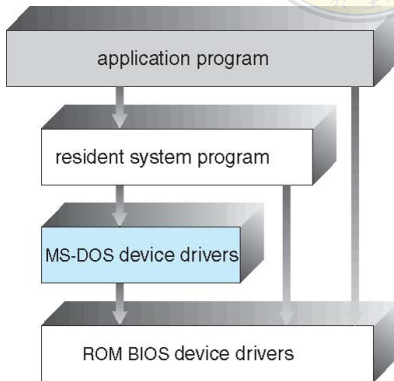 application program
resident system program
MS-DOS device drivers
ROM BIOS device drivers